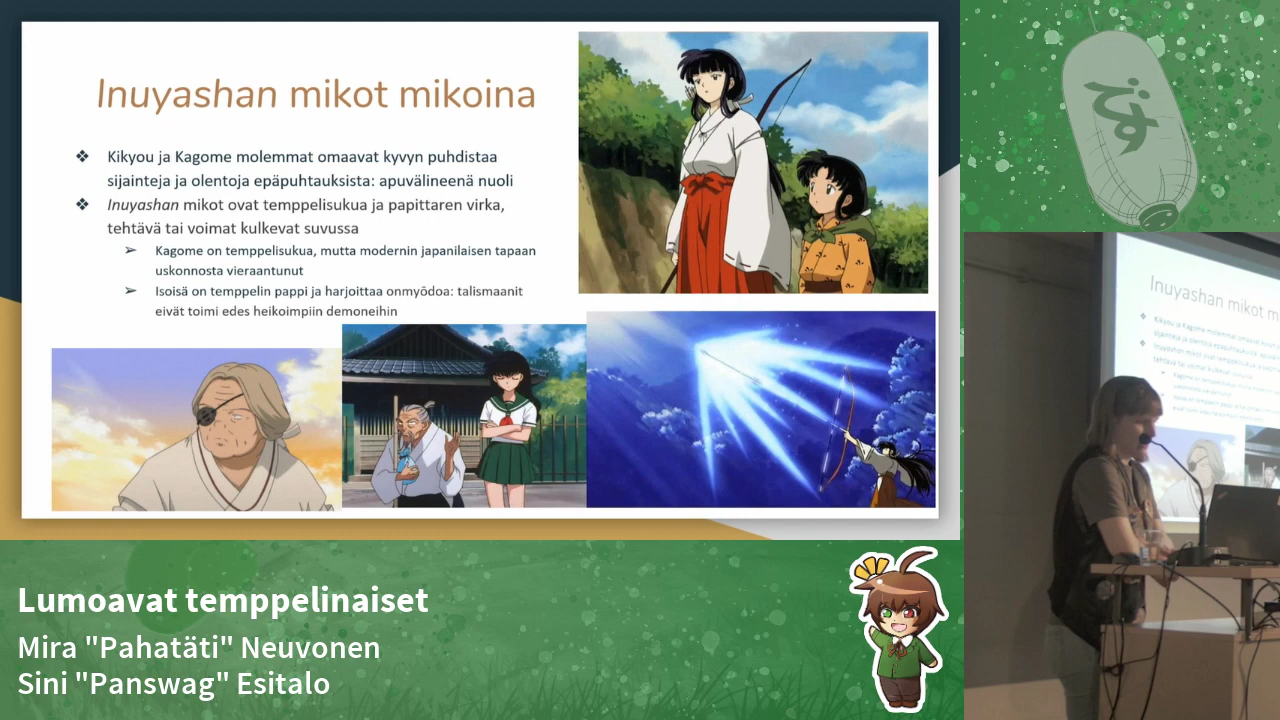 Inuyashan mikot mikoina
❖ Kikyou ja Kagome molemmat omaavat kyvyn puhdistaa
sijainteja ja olentoja epäpuhtauksista: apuvälineenä nuoli
❖ Inuyashan mikot ovat temppelisukua ja papittaren virka,
tehtävä tai voimat kulkevat suvussa
➢ Kagome on temppelisukua, mutta modernin japanilaisen tapaan
uskonnosta vieraantunut
➢ Isoisä on temppelin pappi ja harjoittaa onmyōdoa: talismaanit
eivät toimi edes heikoimpiin demoneihin
Inuyashan mikot m
Lumoavat temppelinaiset
Mira "Pahatäti" Neuvonen
Sini "Panswag" Esitalo